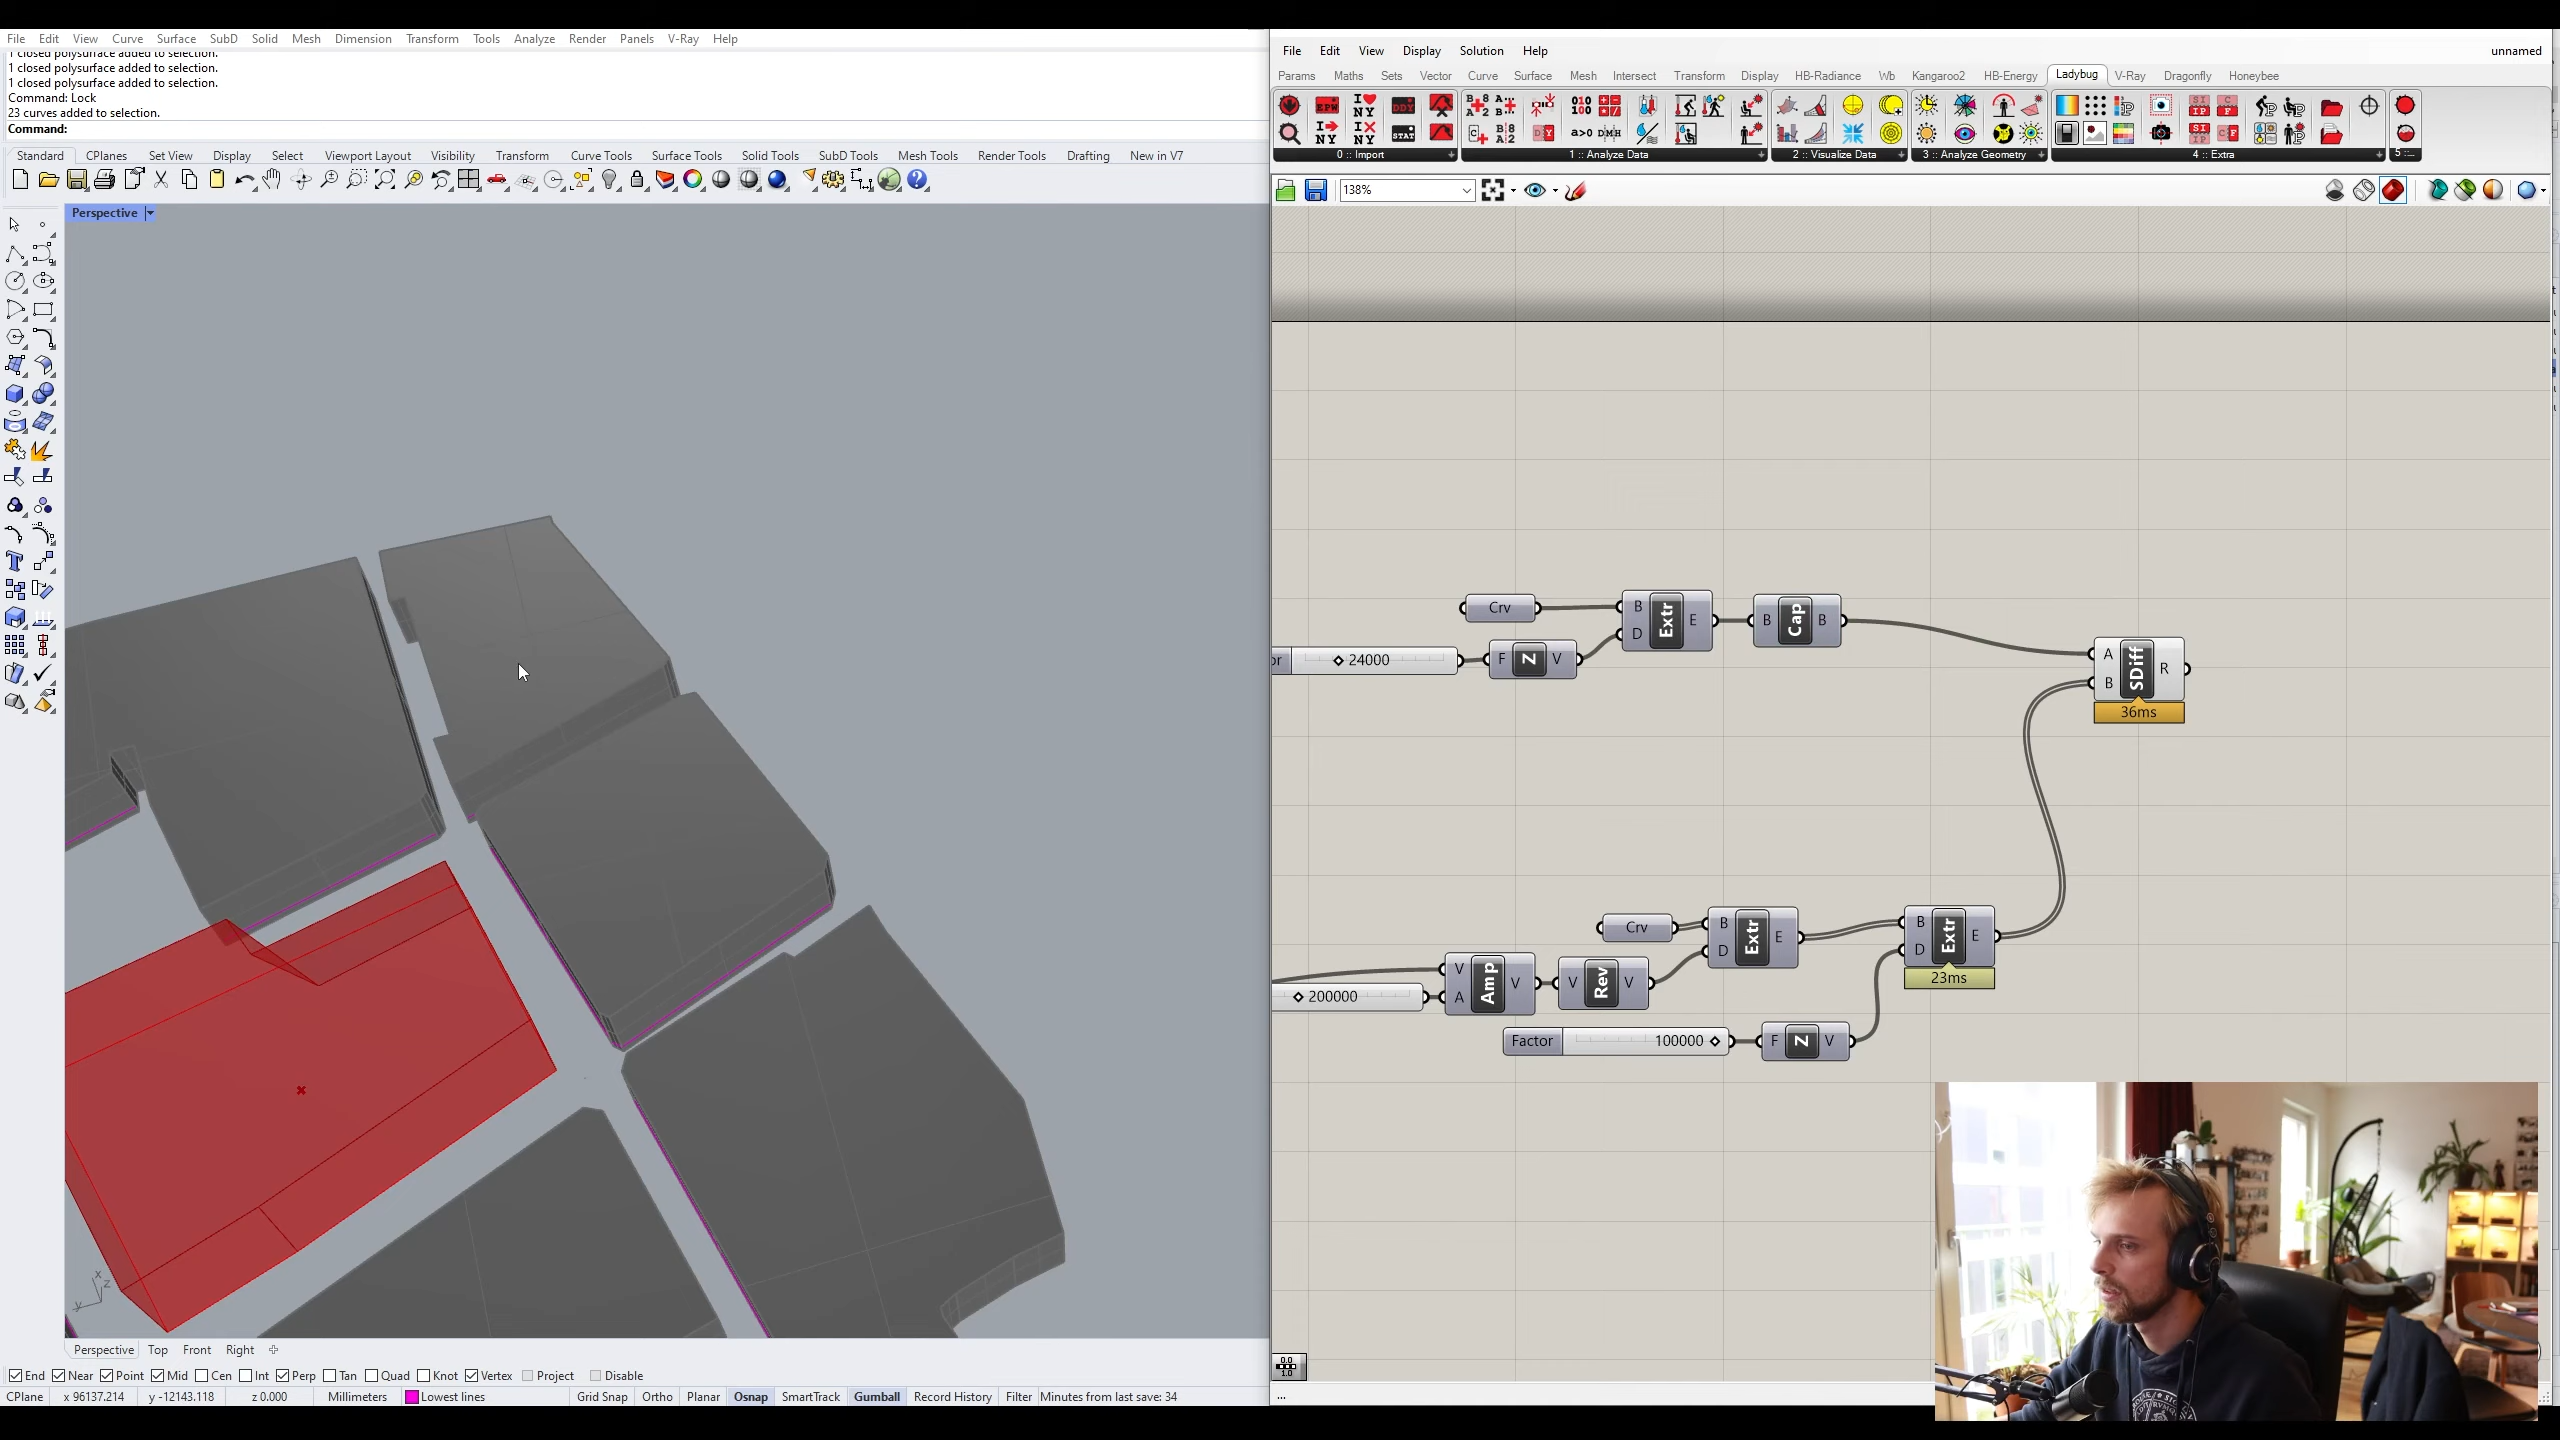 File Edit View Curve Surface SubD Solid Mesh Dimension Transform Tools Analyze Render Panels V-Ray Help
1 closed polysurface added to selection.
1 closed polysurface added to selection.
1 closed polysurface added to selection.
Command: Lock
23 curves added to selection.
Command:
Standard CPlanes Set View Display Select Viewport Layout Visibility Transform Curve Tools Surface Tools Solid Tools SubD Tools Mesh Tools Render Tools Drafting New in V7
Perspective
File Edit View Display Solution Help unnamed
Params Maths Sets Vector Curve Surface Mesh Intersect Transform Display HB-Radiance Wb Kangaroo2 HB-Energy Ladybug V-Ray Dragonfly Honeybee
0 :: Import 1 :: Analyze Data 2 :: Visualize Data 3 :: Analyze Geometry 4 :: Extra
138%
Crv B D Extr E B Cap B
or 24000 F Z V
A B SDiff R
36ms
Crv B D Extr E B D Extr E
23ms
200000 V A Amp V V Rev V
Factor 100000 F Z V
Perspective Top Front Right
End Near Point Mid Cen Int Perp Tan Quad Knot Vertex Project Disable
CPlane x 96137.214 y -12143.118 z 0.000 Millimeters Lowest lines Grid Snap Ortho Planar Osnap SmartTrack Gumball Record History Filter Minutes from last save: 34
...